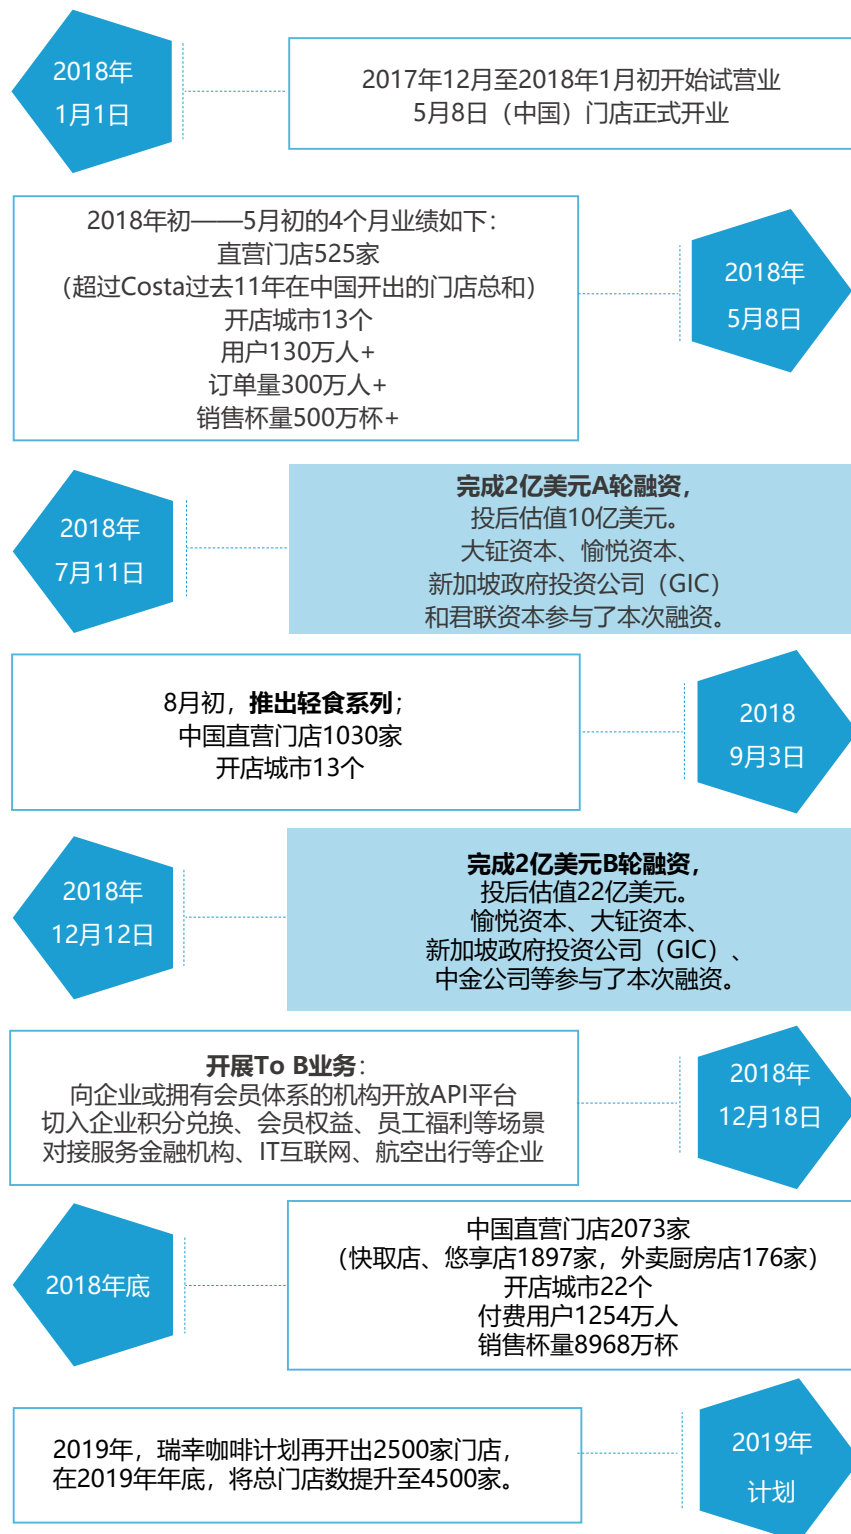 2018年
1月1日
2017年12月至2018年1月初开始试营业
5月8日（中国）门店正式开业
2018年初——5月初的4个月业绩如下：
直营门店525家
（超过Costa过去11年在中国开出的门店总和）
开店城市13个
用户130万人+
订单量300万人+
销售杯量500万杯+
2018年
5月8日
2018年
7月11日
完成2亿美元A轮融资，
投后估值10亿美元。
大钲资本、愉悦资本、
新加坡政府投资公司（GIC）
和君联资本参与了本次融资。
8月初，推出轻食系列；
中国直营门店1030家
开店城市13个
2018
9月3日
2018年
12月12日
完成2亿美元B轮融资，
投后估值22亿美元。
愉悦资本、大钲资本、
新加坡政府投资公司（GIC）、
中金公司等参与了本次融资。
开展To B业务：
向企业或拥有会员体系的机构开放API平台
切入企业积分兑换、会员权益、员工福利等场景
对接服务金融机构、IT互联网、航空出行等企业
2018年
12月18日
2018年底
中国直营门店2073家
（快取店、悠享店1897家，外卖厨房店176家）
开店城市22个
付费用户1254万人
销售杯量8968万杯
2019年，瑞幸咖啡计划再开出2500家门店，
在2019年年底，将总门店数提升至4500家。
2019年
计划